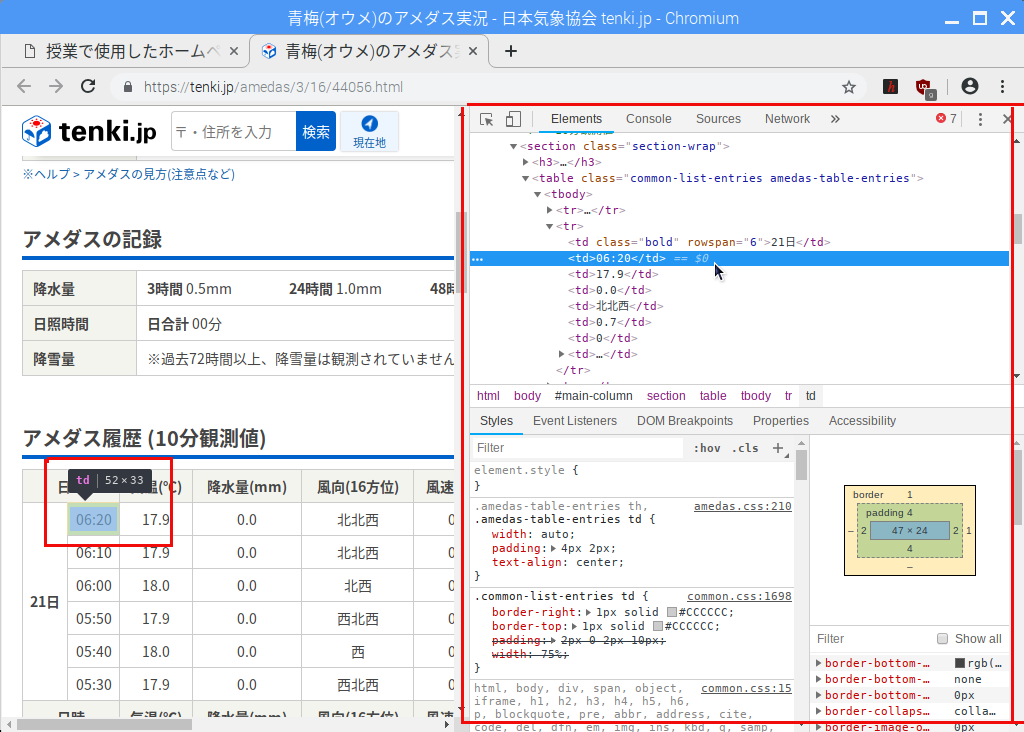 青梅(オウメ)のアメダス実況 - 日本気象協会 tenki.jp - Chromium
授業で使用したホームペ
青梅(オウメ)のアメダス実
https://tenki.jp/amedas/3/16/44056.html
9
tenki.jp
〒・住所を入力
検索
現在地
※ヘルプ > アメダスの見方(注意点など)
アメダスの記録
降水量 3時間 0.5mm 24時間 1.0mm 48時
日照時間 日合計 00分
降雪量 ※過去72時間以上、降雪量は観測されていません
アメダス履歴 (10分観測値)
td 52 × 33
降水量(mm) 風向(16方位) 風速
21日
06:20 17.9 0.0 北北西 0
06:10 17.9 0.0 北北西 0
06:00 18.0 0.0 北西 0
05:50 17.9 0.0 西北西 0
05:40 18.0 0.0 西 0
05:30 17.9 0.0 西北西 0
日時 気温(℃) 降水量(mm) 風向(16方位) 風速
Elements Console Sources Network » 7
<section class="section-wrap">
<h3>…</h3>
<table class="common-list-entries amedas-table-entries">
<tbody>
<tr>…</tr>
<tr>
<td class="bold" rowspan="6">21日</td>
<td>06:20</td> == $0
<td>17.9</td>
<td>0.0</td>
<td>北北西</td>
<td>0.7</td>
<td>0</td>
<td>…</td>
</tr>
html body #main-column section table tbody tr td
Styles Event Listeners DOM Breakpoints Properties Accessibility
Filter :hov .cls +
element.style {
}
.amedas-table-entries th, amedas.css:210
.amedas-table-entries td {
width: auto;
padding: 4px 2px;
text-align: center;
}
.common-list-entries td { common.css:1698
border-right: 1px solid #CCCCCC;
border-top: 1px solid #CCCCCC;
padding: 2px 0 2px 10px;
width: 75%;
}
html, body, div, span, object, common.css:15
iframe, h1, h2, h3, h4, h5, h6,
p, blockquote, pre, abbr, address, cite,
code, del, dfn, em, img, ins, kbd, q, samp,
border 1
padding 4
– 2 47 × 24 2 1
4
–
Filter Show all
border-bottom-… rgb(…
border-bottom-… none
border-bottom-… 0px
border-collaps… colla…
border-image-o… 0px